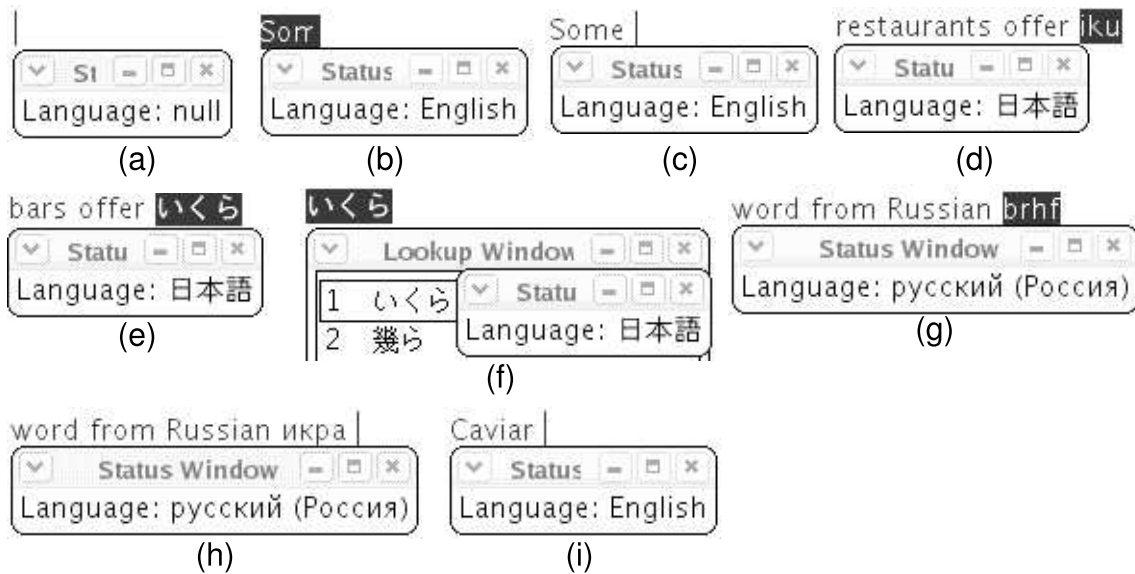 St
Language: null
(a)
Som
Status
Language: English
(b)
Some
Status
Language: English
(c)
restaurants offer iku
Statu
Language: 日本語
(d)
bars offer いくら
Statu
Language: 日本語
(e)
いくら
Lookup Window
1 いくら
2 幾ら
Statu
Language: 日本語
(f)
word from Russian brhf
Status Window
Language: русский (Россия)
(g)
word from Russian икра
Status Window
Language: русский (Россия)
(h)
Caviar
Status
Language: English
(i)